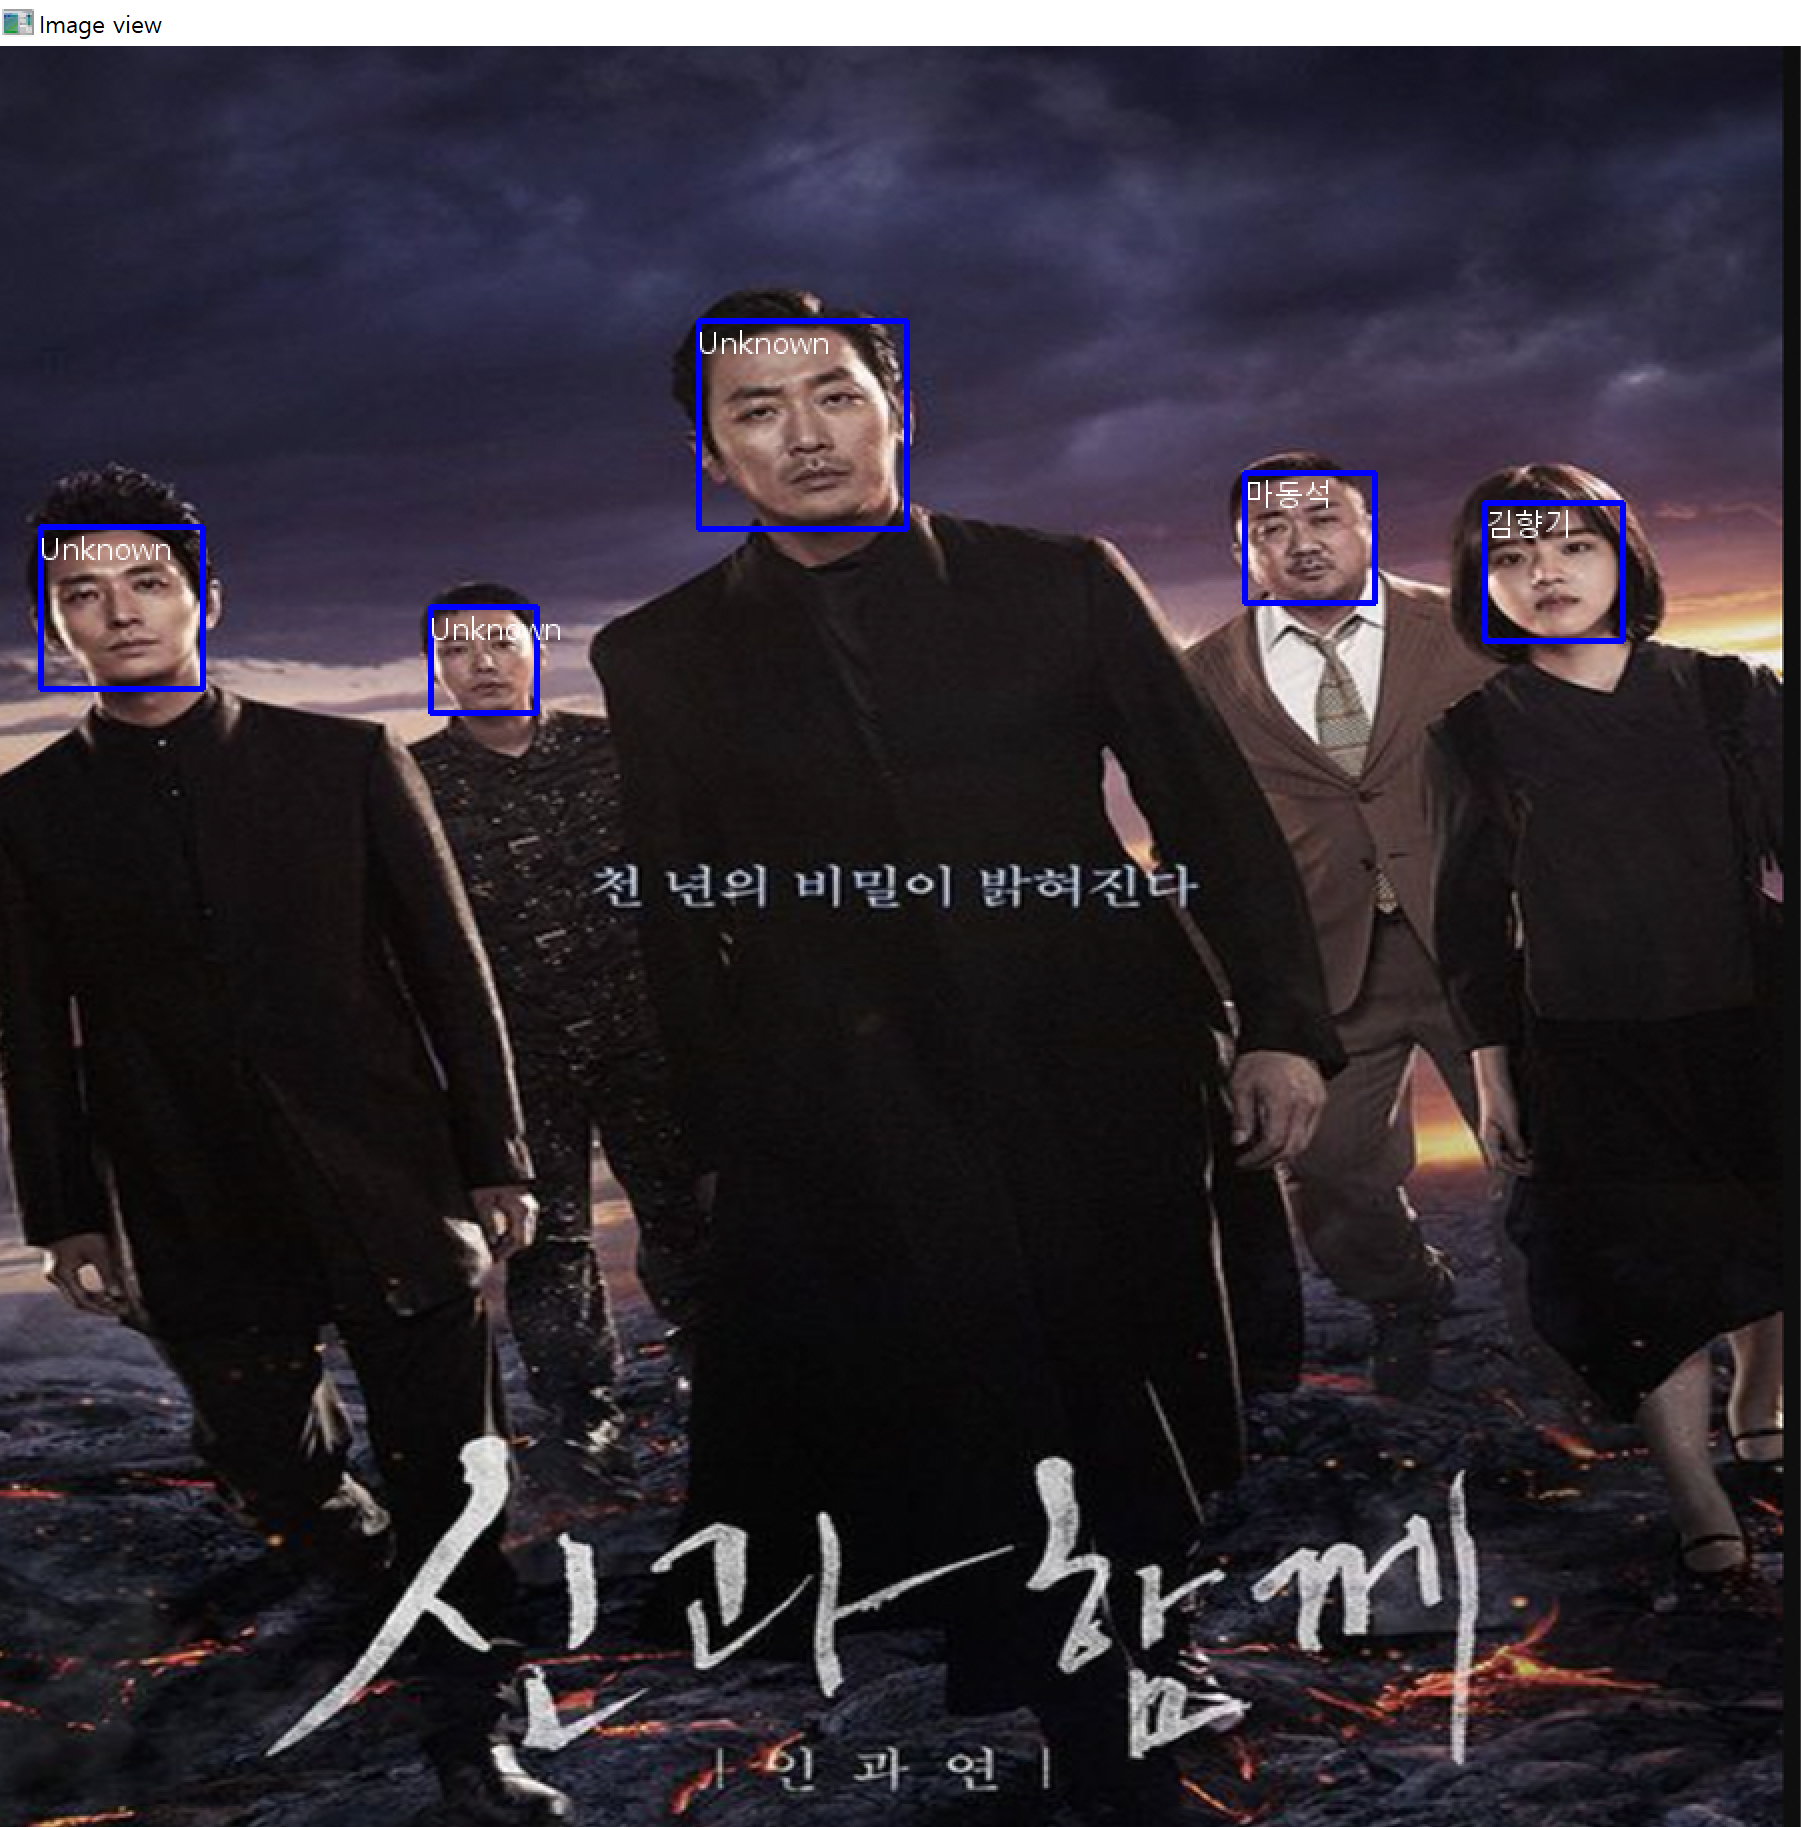 Image view
Unknown
마동석
김향기
Unknown
Unknown
천 년의 비밀이 밝혀진다
신과함께
| 인과연 |